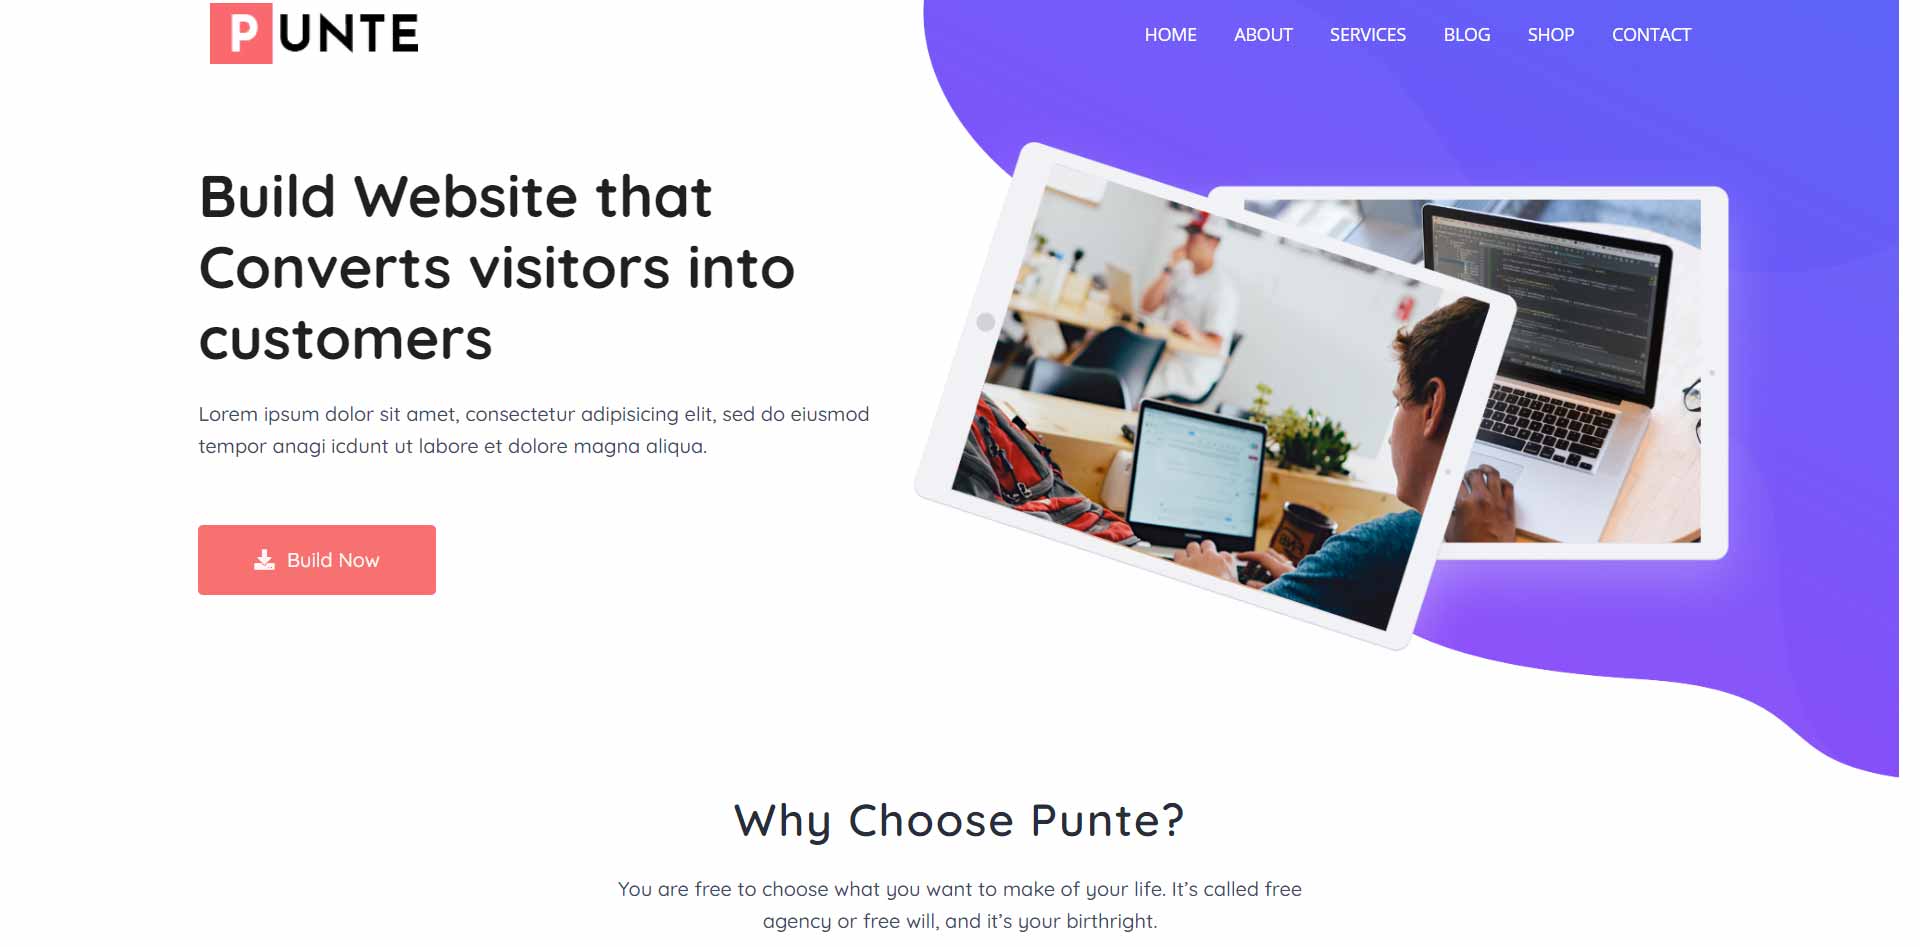 PUNTE
HOME ABOUT SERVICES BLOG SHOP CONTACT
Build Website that
Converts visitors into
customers
Lorem ipsum dolor sit amet, consectetur adipisicing elit, sed do eiusmod
tempor anagi icdunt ut labore et dolore magna aliqua.
Build Now
Why Choose Punte?
You are free to choose what you want to make of your life. It’s called free
agency or free will, and it’s your birthright.